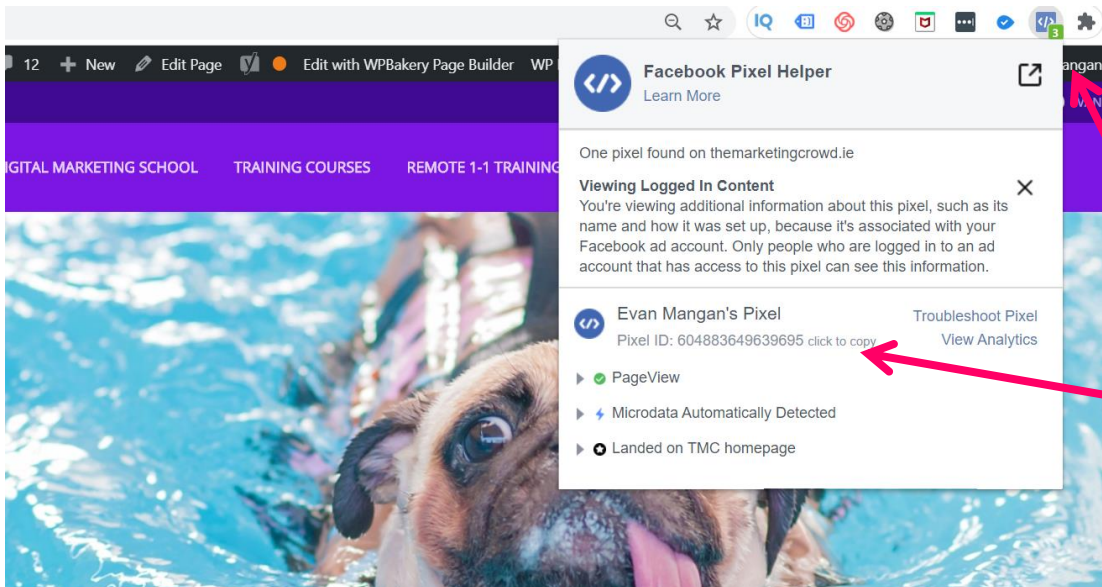 IQ
3
12 New Edit Page Edit with WPBakery Page Builder WP
angan
Facebook Pixel Helper
Learn More
IGITAL MARKETING SCHOOL TRAINING COURSES REMOTE 1-1 TRAINING
One pixel found on themarketingcrowd.ie
Viewing Logged In Content
You're viewing additional information about this pixel, such as its
name and how it was set up, because it's associated with your
Facebook ad account. Only people who are logged in to an ad
account that has access to this pixel can see this information.
Evan Mangan's Pixel Troubleshoot Pixel
Pixel ID: 604883649639695 click to copy View Analytics
PageView
Microdata Automatically Detected
Landed on TMC homepage